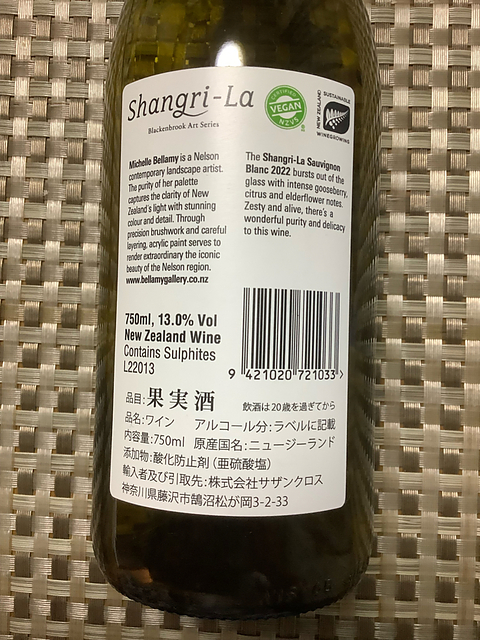 Shangri-La
Blackenbrook Art Series
CERTIFIED
VEGAN
NZVS
SUSTAINABLE
NEW ZEALAND
WINEGROWING
Michelle Bellamy is a Nelson
contemporary landscape artist.
The purity of her palette
captures the clarity of New
Zealand's light with stunning
colour and detail. Through
precision brushwork and careful
layering, acrylic paint serves to
render extraordinary the iconic
beauty of the Nelson region.
www.bellamygallery.co.nz
The Shangri-La Sauvignon
Blanc 2022 bursts out of the
glass with intense gooseberry,
citrus and elderflower notes.
Zesty and alive, there's a
wonderful purity and delicacy
to this wine.
750ml, 13.0% Vol
New Zealand Wine
Contains Sulphites
L22013
9 421020 721033
品目:果実酒 飲酒は20歳を過ぎてから
品名:ワイン アルコール分:ラベルに記載
内容量:750ml 原産国名:ニュージーランド
添加物:酸化防止剤(亜硫酸塩)
輸入者及び引取先:株式会社サザンクロス
神奈川県藤沢市鵠沼松が岡3-2-33